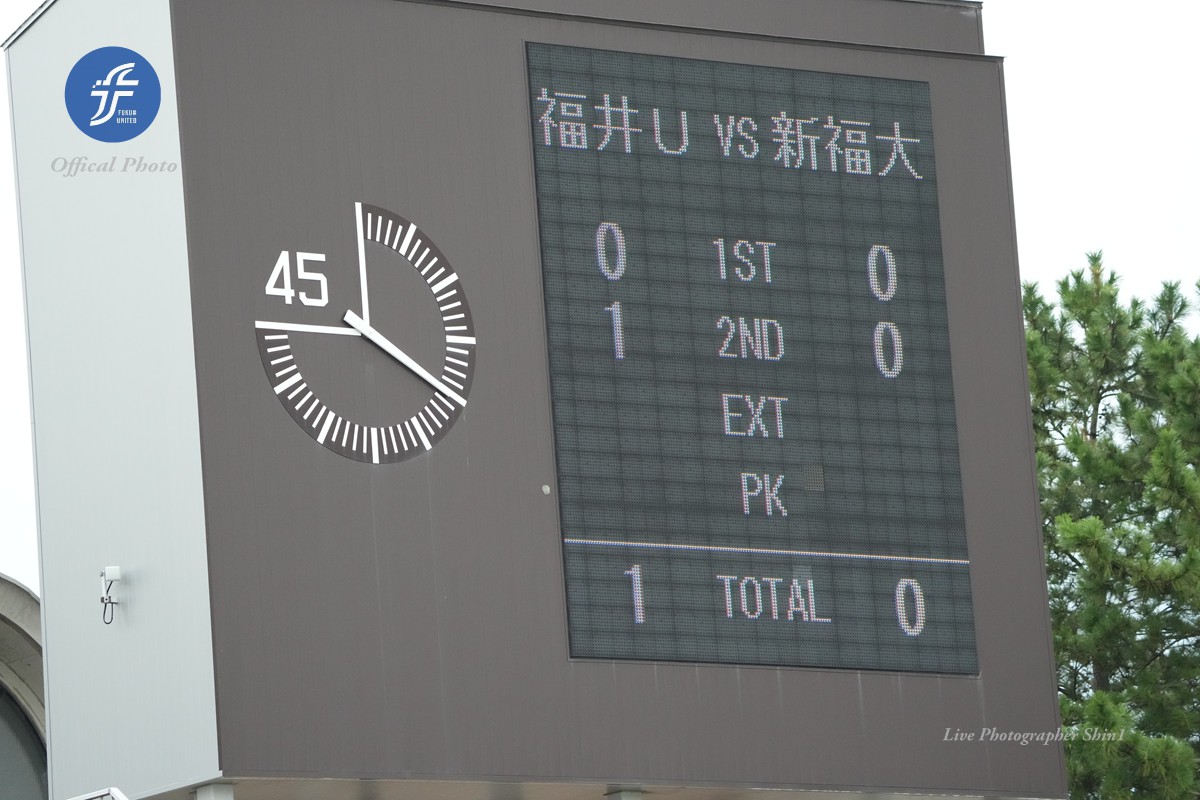 FUKUI
UNITED
Offical Photo
45
福井U VS 新福大
0 1ST 0
1 2ND 0
EXT
PK
1 TOTAL 0
Live Photographer Shin1